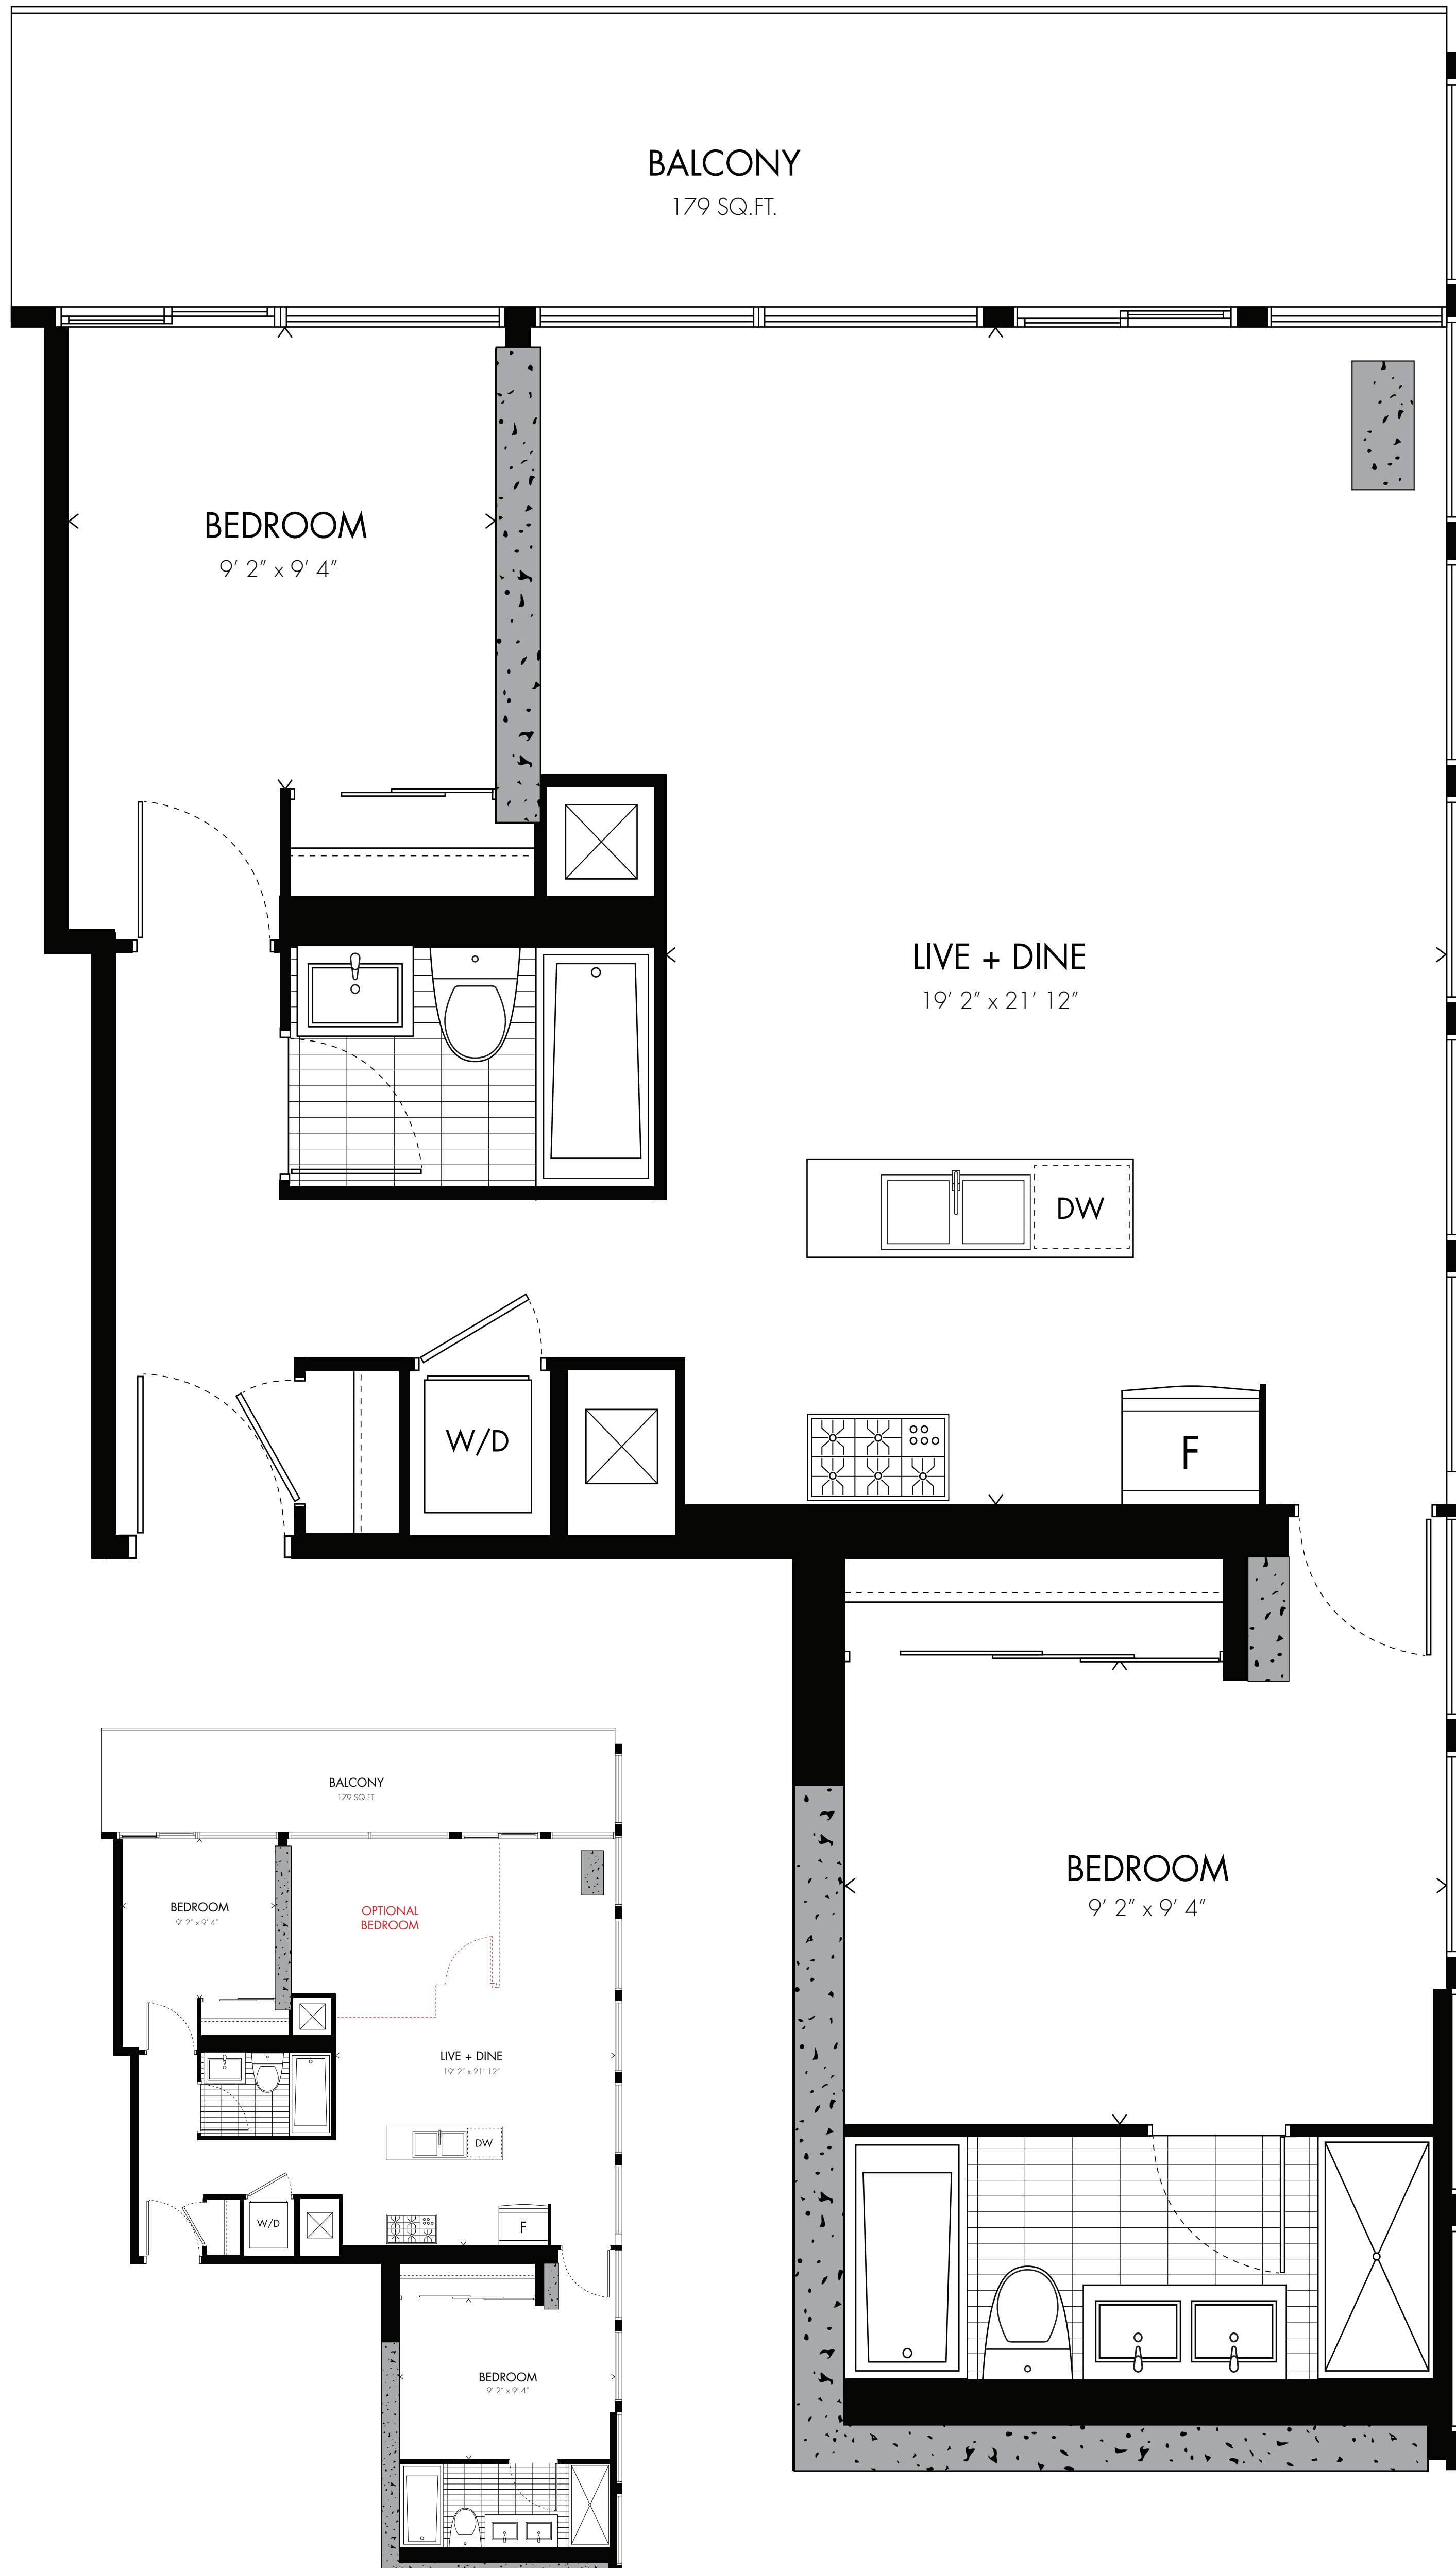 BALCONY
179 SQ.FT.
BEDROOM
9’ 2” x 9’ 4”
LIVE + DINE
19’ 2” x 21’ 12”
DW
W/D
F
BEDROOM
9’ 2” x 9’ 4”
BALCONY
179 SQ.FT.
BEDROOM
9’ 2” x 9’ 4”
OPTIONAL
BEDROOM
LIVE + DINE
19’ 2” x 21’ 12”
DW
W/D
F
BEDROOM
9’ 2” x 9’ 4”